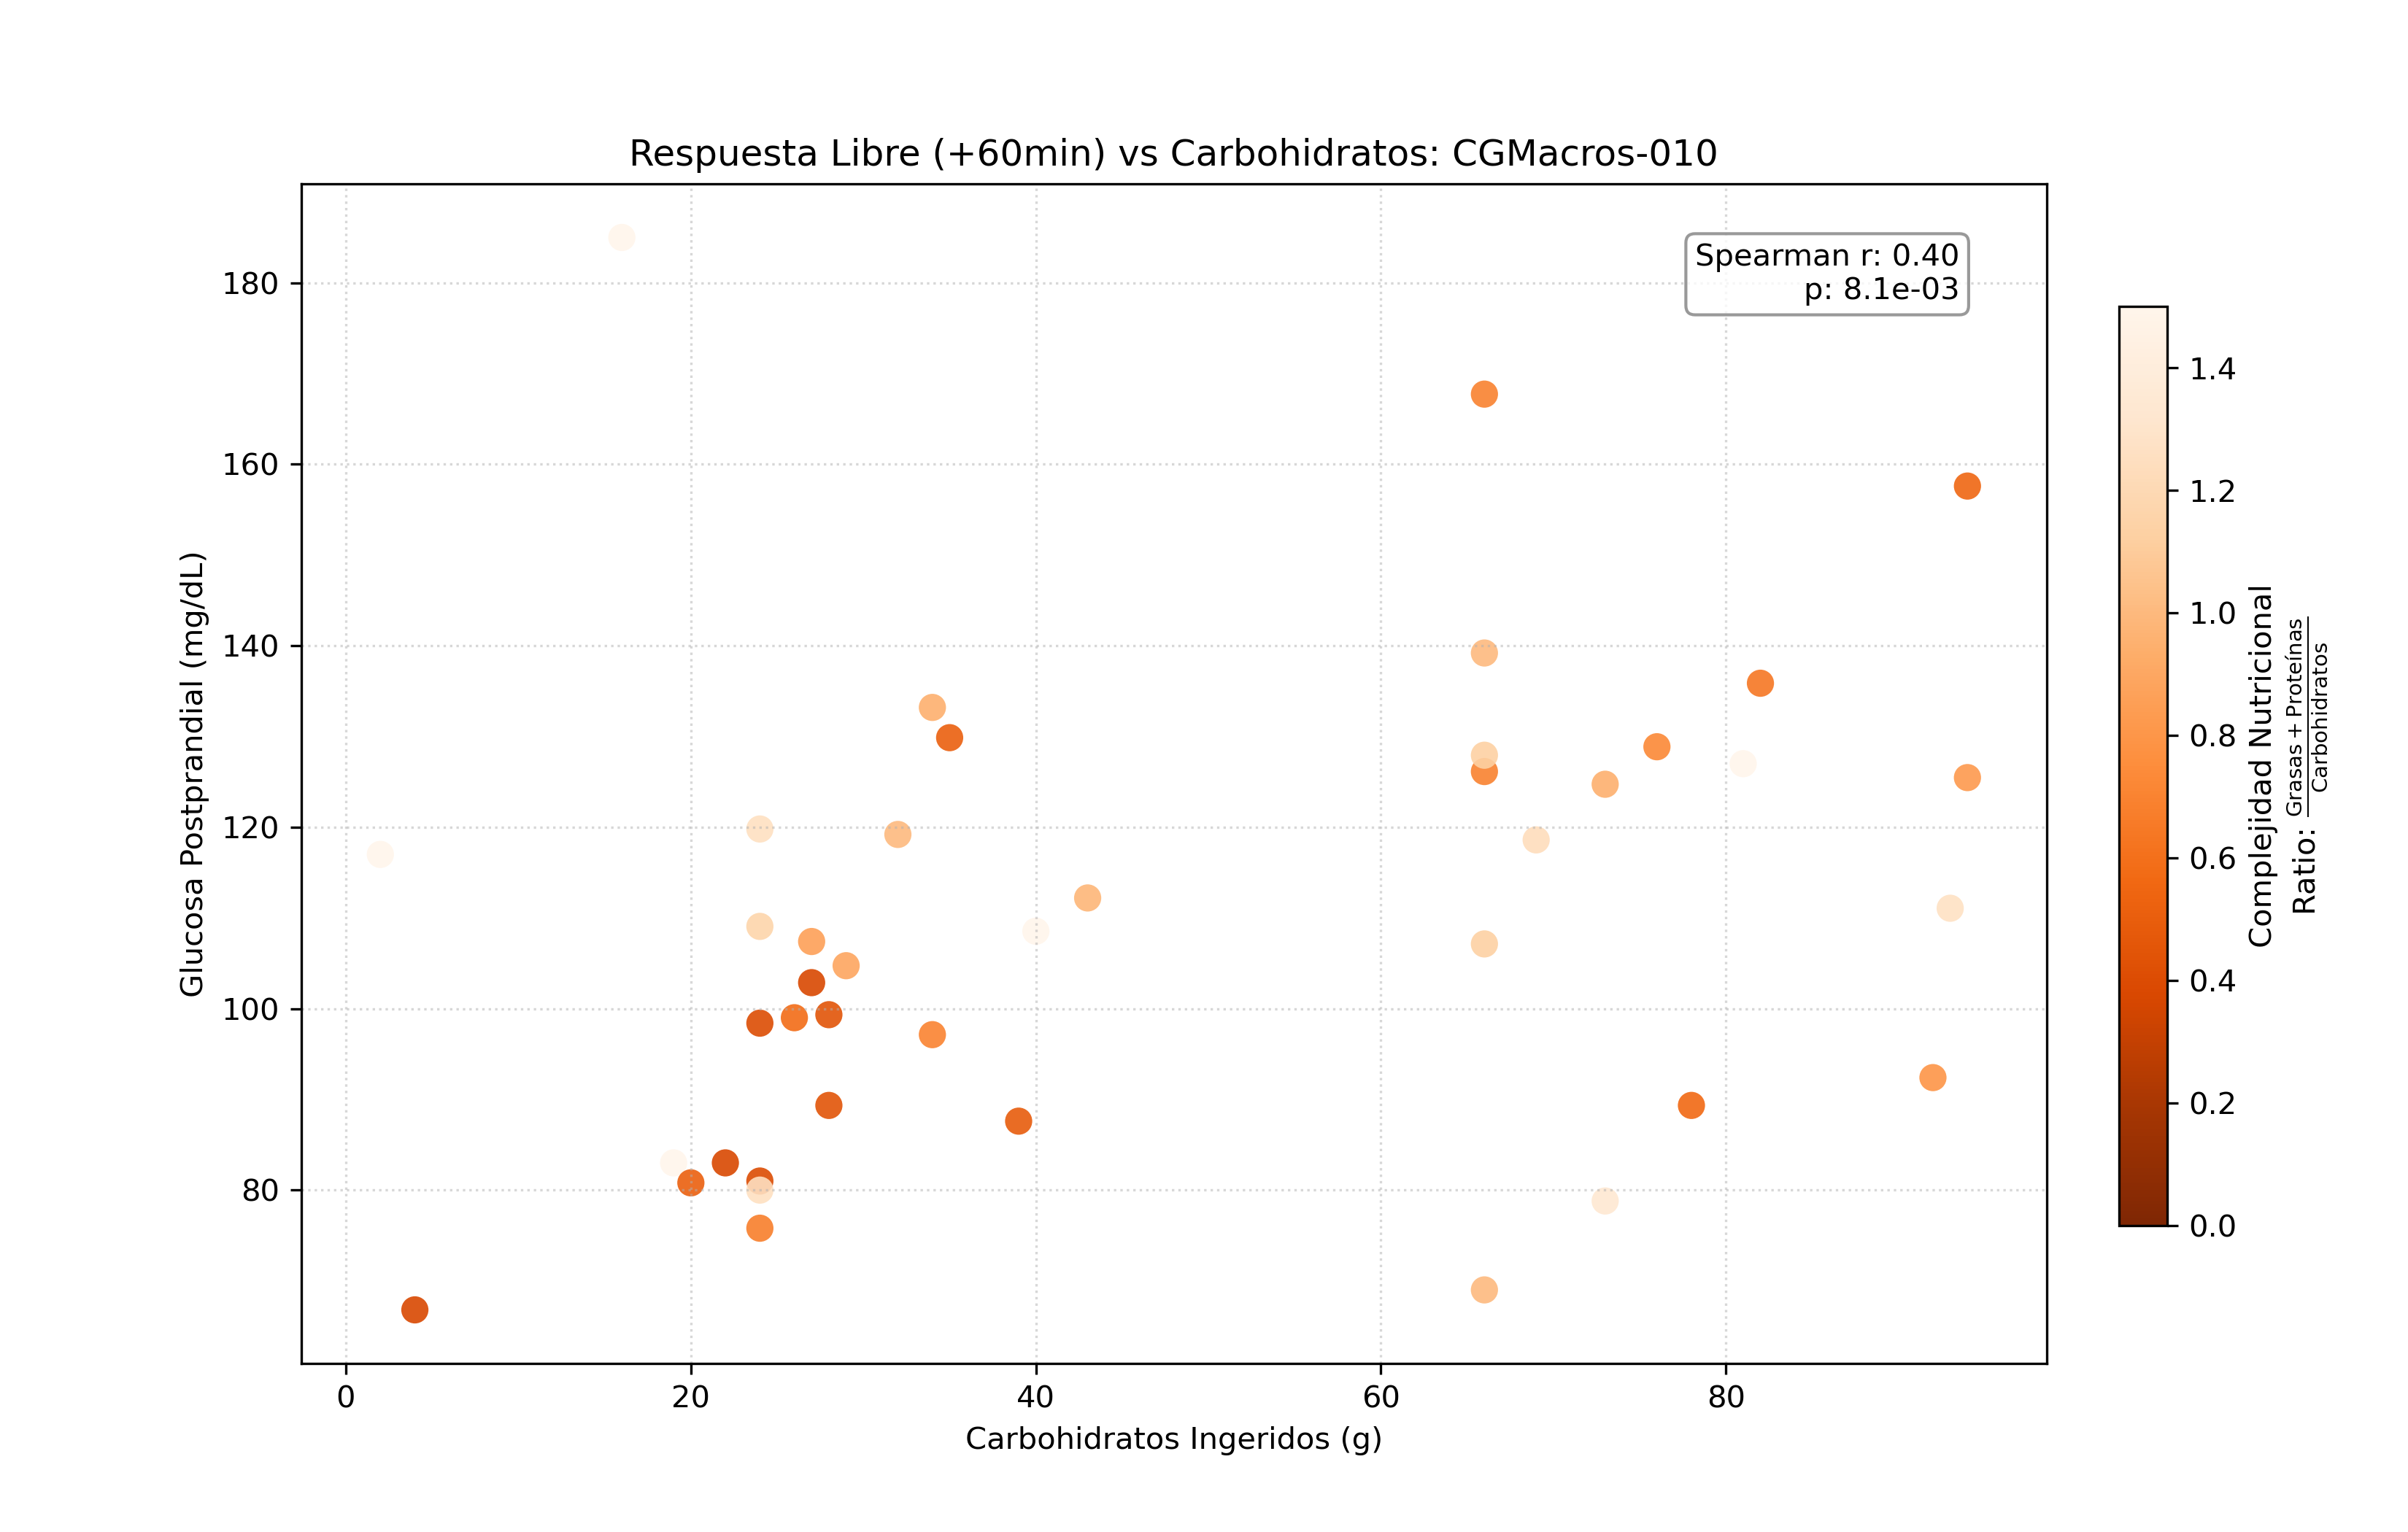 Respuesta Libre (+60min) vs Carbohidratos: CGMacros-010
Spearman r: 0.40
p: 8.1e-03
Glucosa Postprandial (mg/dL)
180
160
140
120
100
80
0
20
40
60
80
Carbohidratos Ingeridos (g)
1.4
1.2
1.0
0.8
0.6
0.4
0.2
0.0
Complejidad Nutricional
Ratio: Grasas + Proteínas
Carbohidratos